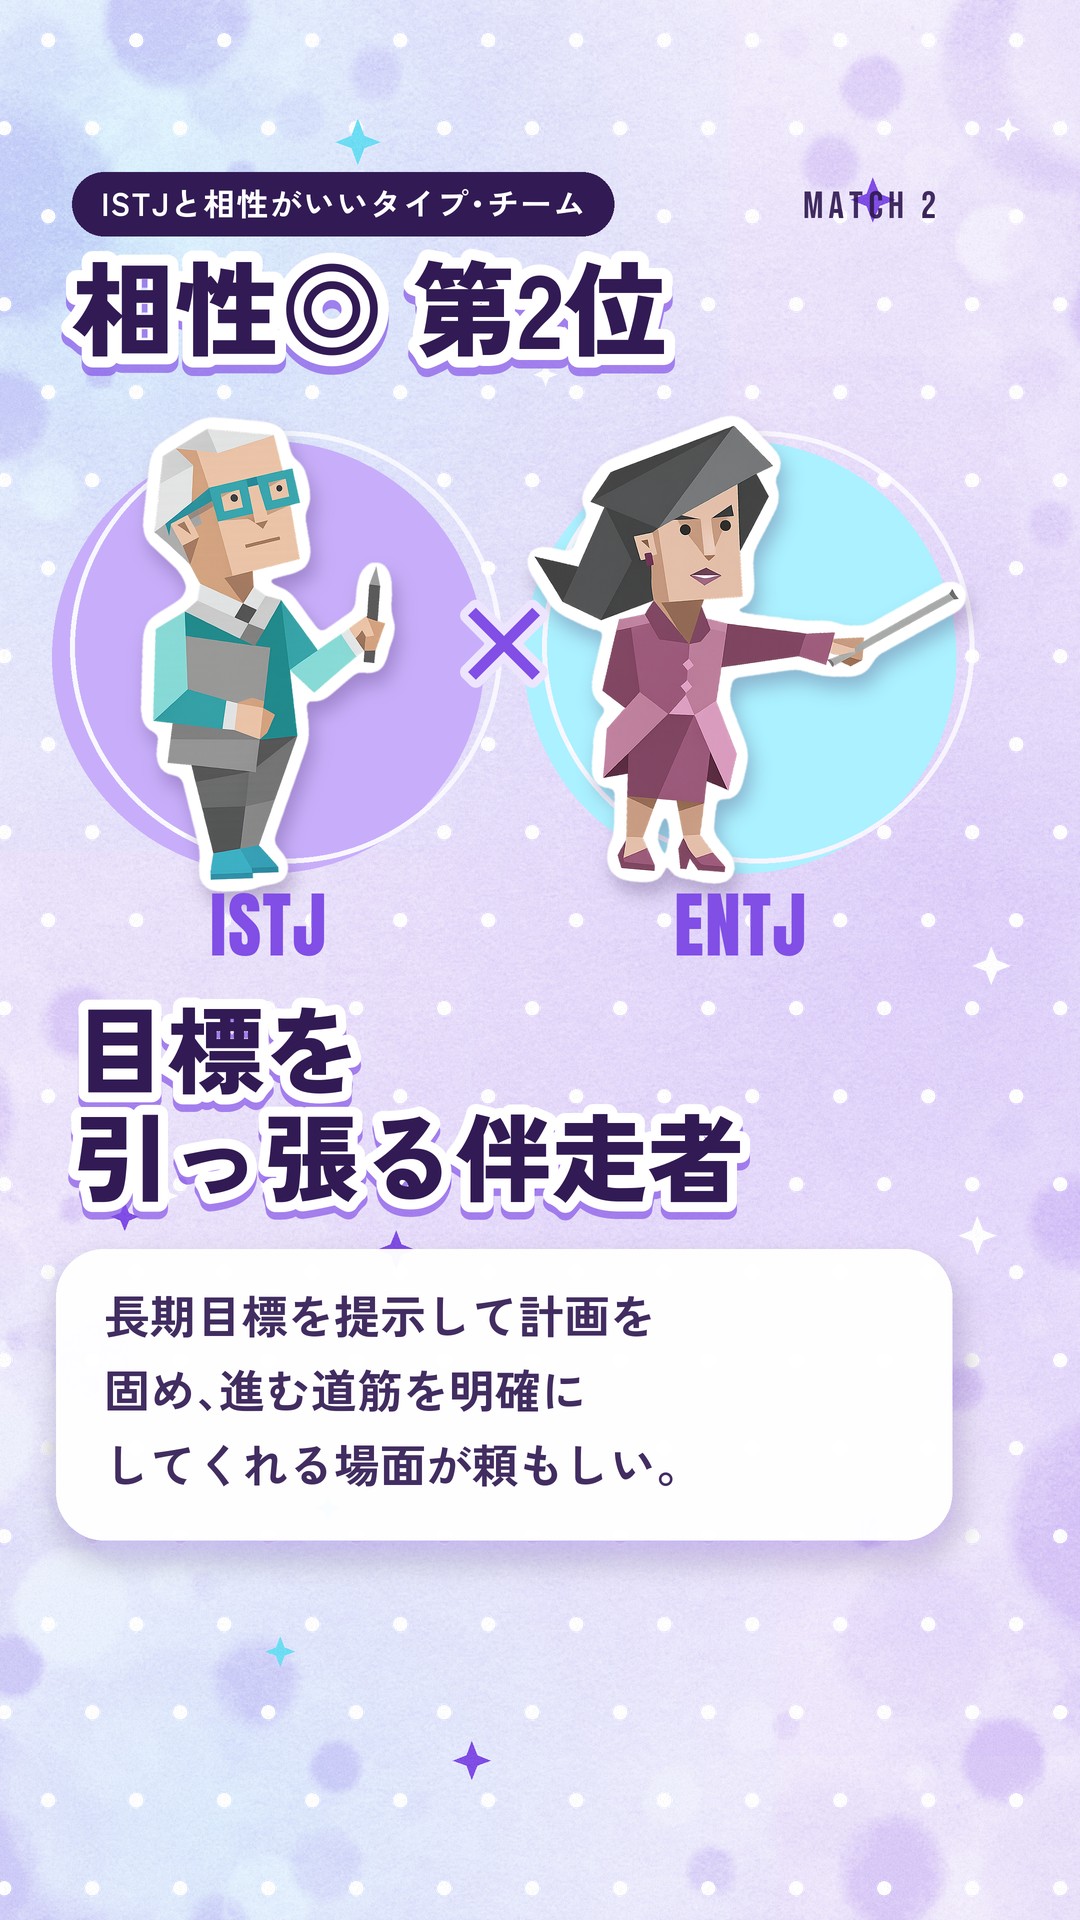 ISTJと相性がいいタイプ・チーム
MATCH 2
相性◎ 第2位
ISTJ
×
ENTJ
目標を
引っ張る伴走者
長期目標を提示して計画を
固め、進む道筋を明確に
してくれる場面が頼もしい。